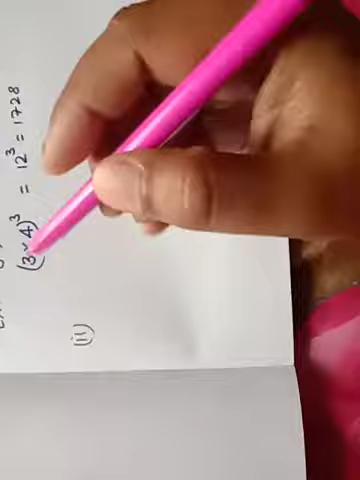 (3×4)³ = 12³ = 1728
(ii)